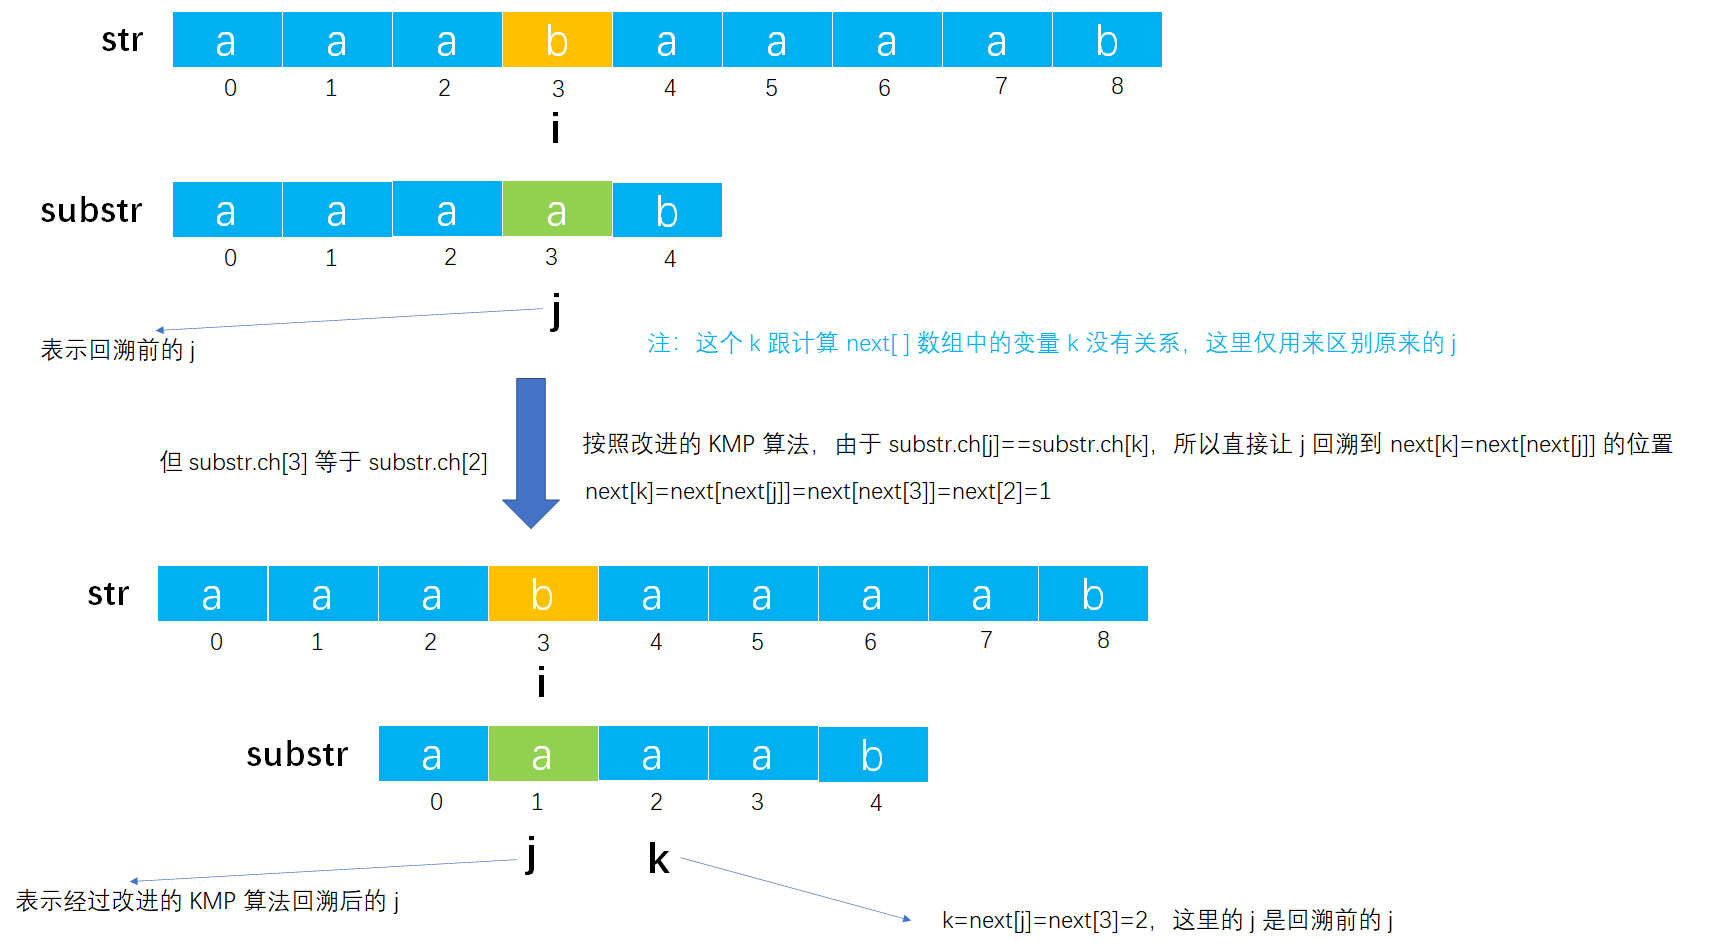 str a a a b a a a a b
0 1 2 3 4 5 6 7 8
i
substr a a a a b
0 1 2 3 4
j
表示回溯前的 j
注：这个 k 跟计算 next[ ] 数组中的变量 k 没有关系，这里仅用来区别原来的 j
但 substr.ch[3] 等于 substr.ch[2]
按照改进的 KMP 算法，由于 substr.ch[j]==substr.ch[k]，所以直接让 j 回溯到 next[k]=next[next[j]] 的位置
next[k]=next[next[j]]=next[next[3]]=next[2]=1
str a a a b a a a a b
0 1 2 3 4 5 6 7 8
i
substr a a a a b
0 1 2 3 4
j k
表示经过改进的 KMP 算法回溯后的 j
k=next[j]=next[3]=2，这里的 j 是回溯前的 j